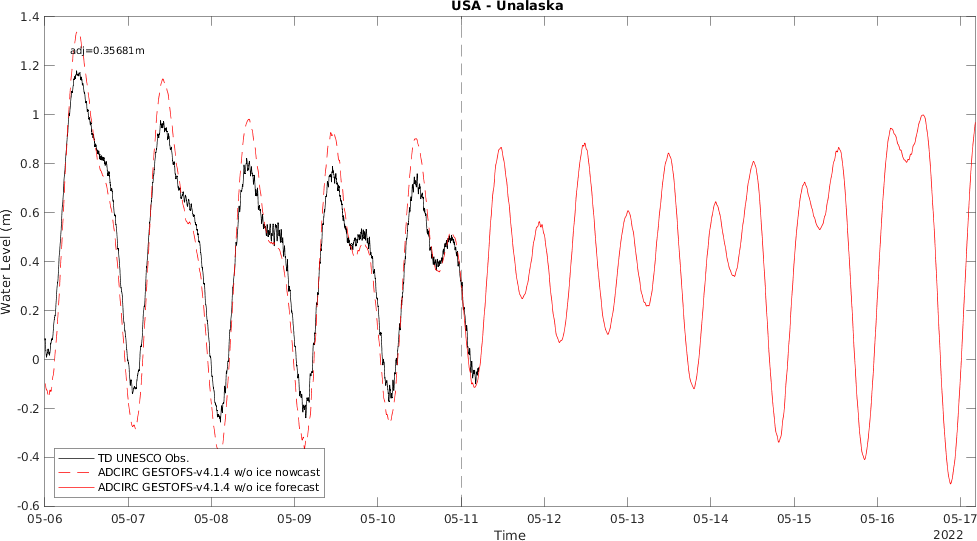 USA - Unalaska
1.4
1.2
1
0.8
0.6
0.4
0.2
0
-0.2
-0.4
-0.6
Water Level (m)
adj=0.35681m
TD UNESCO Obs.
ADCIRC GESTOFS-v4.1.4 w/o ice nowcast
ADCIRC GESTOFS-v4.1.4 w/o ice forecast
05-06 05-07 05-08 05-09 05-10 05-11 05-12 05-13 05-14 05-15 05-16 05-17
Time 2022